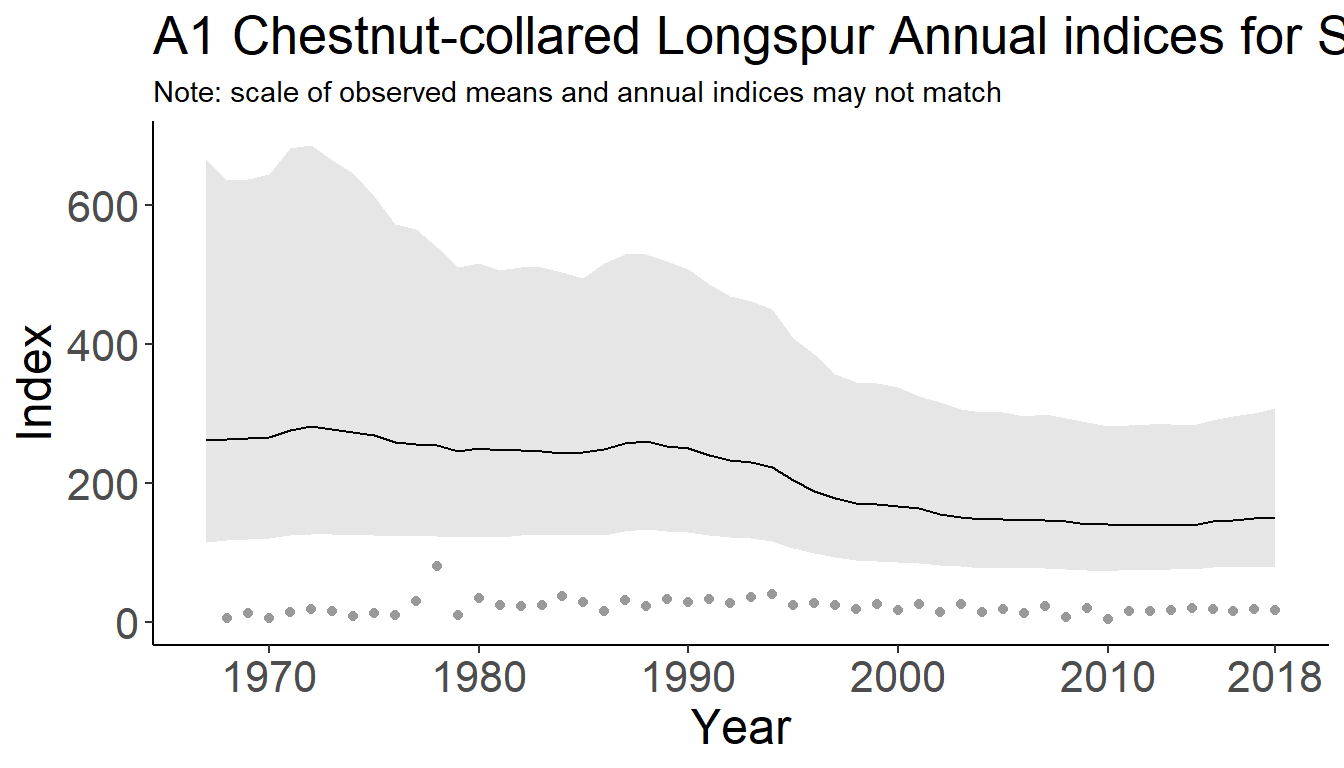 A1 Chestnut-collared Longspur Annual indices for S
Note: scale of observed means and annual indices may not match
600
400
200
0
Index
1970 1980 1990 2000 2010 2018
Year